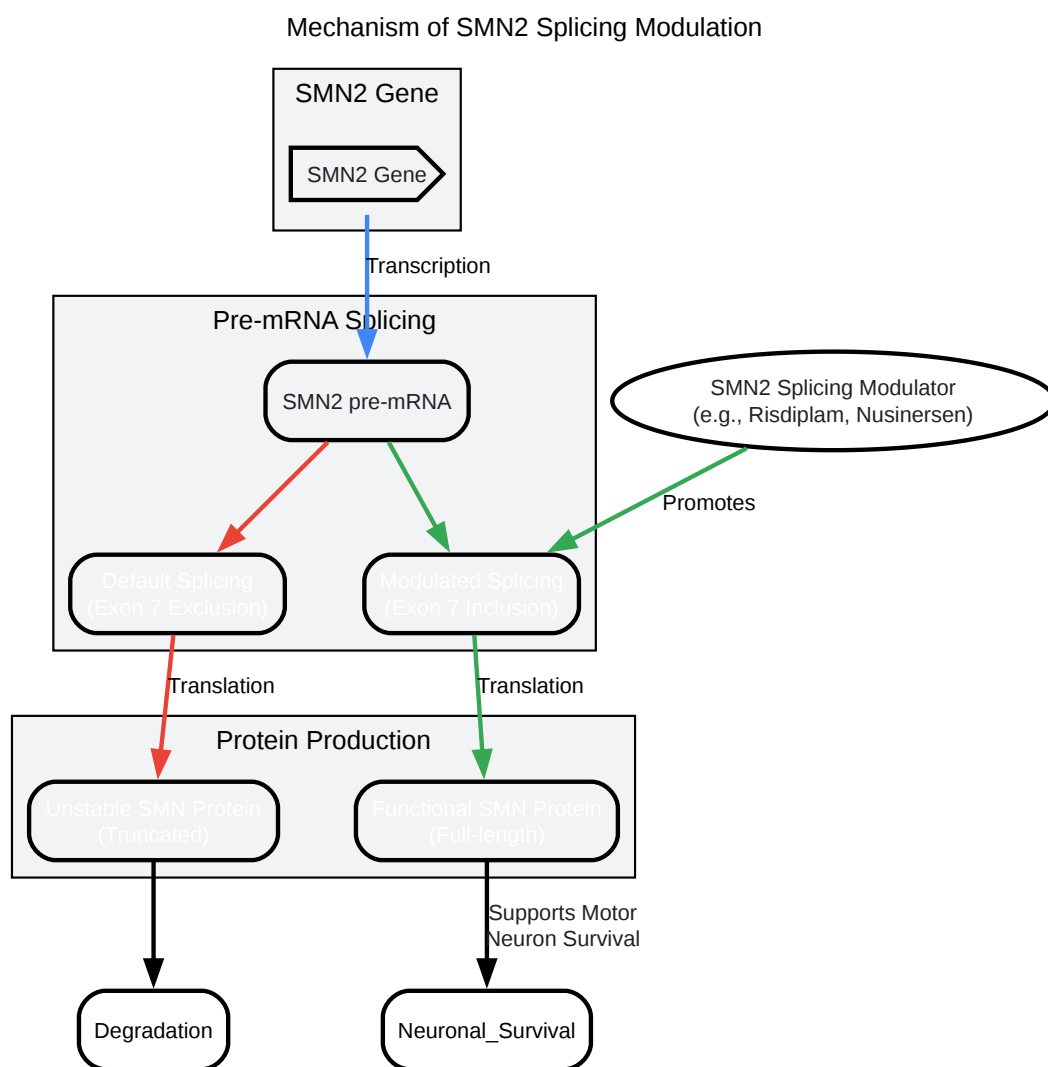 Mechanism of SMN2 Splicing Modulation
SMN2 Gene
SMN2 Gene
Transcription
Pre-mRNA Splicing
SMN2 pre-mRNA
SMN2 Splicing Modulator
(e.g., Risdiplam, Nusinersen)
Promotes
Default Splicing
(Exon 7 Exclusion)
Modulated Splicing
(Exon 7 Inclusion)
Translation
Translation
Protein Production
Unstable SMN Protein
(Truncated)
Functional SMN Protein
(Full-length)
Supports Motor
Neuron Survival
Degradation
Neuronal_Survival